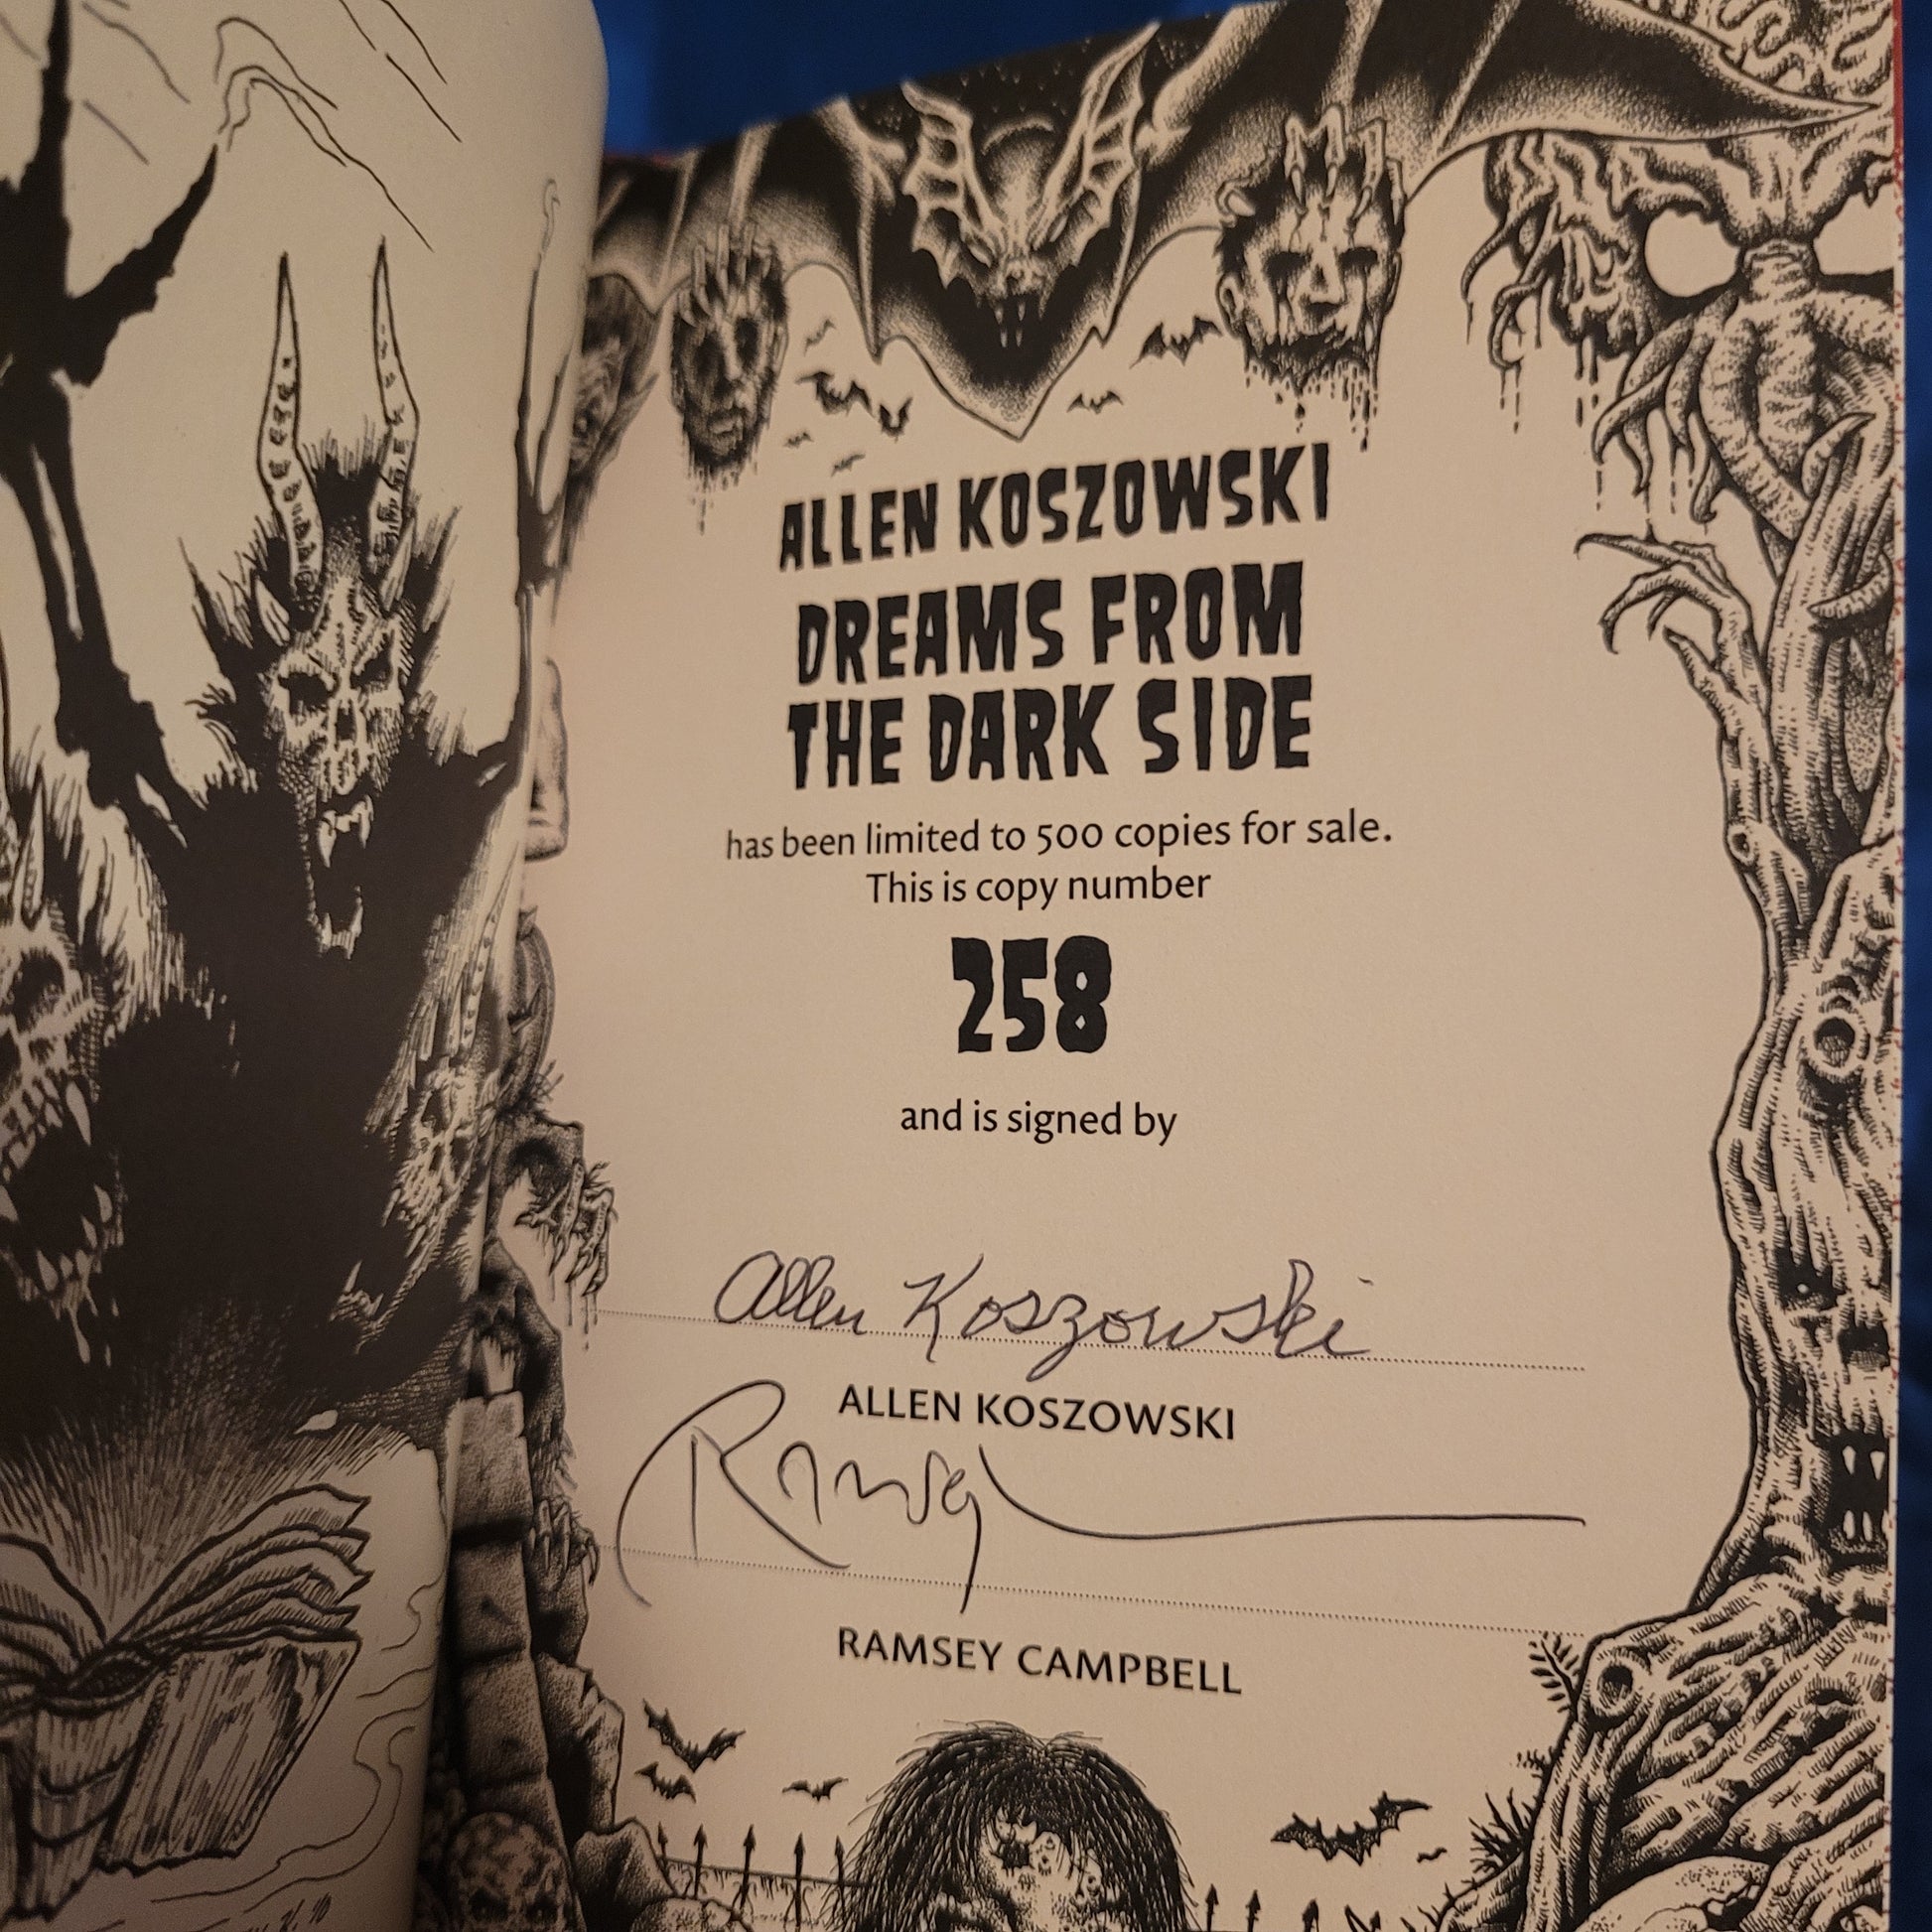 ALLEN KOSZOWSKI
DREAMS FROM
THE DARK SIDE
has been limited to 500 copies for sale.
This is copy number
258
and is signed by
Allen Koszowski
ALLEN KOSZOWSKI
Ramsey
RAMSEY CAMPBELL